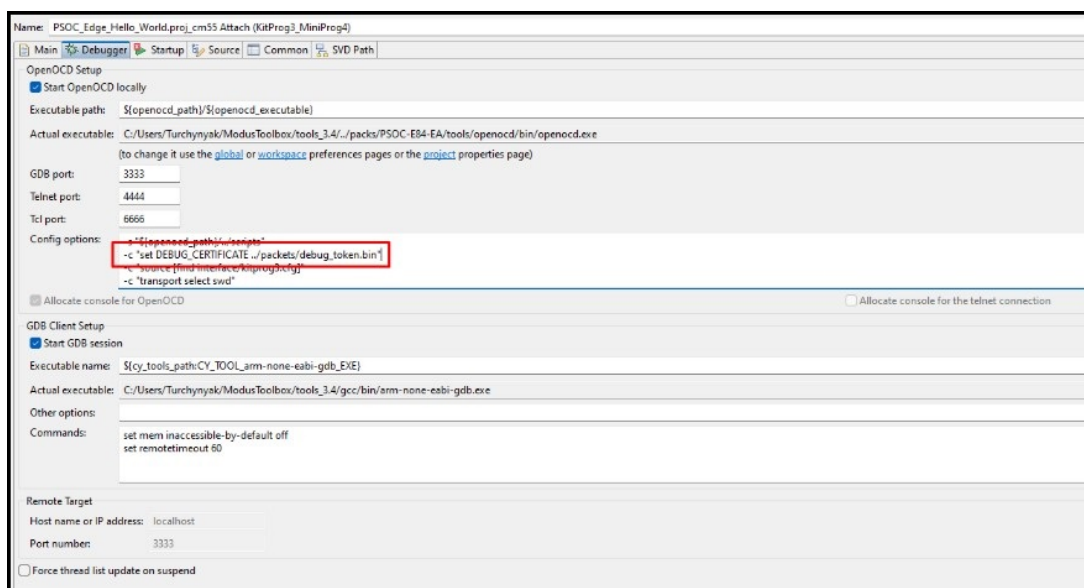 Name: PSOC_Edge_Hello_World.proj_cm55 Attach (KitProg3_MiniProg4)
Main Debugger Startup Source Common SVD Path
OpenOCD Setup
Start OpenOCD locally
Executable path: ${openocd_path}/${openocd_executable}
Actual executable: C:/Users/Turchynyak/ModusToolbox/tools_3.4/../packs/PSOC-E84-EA/tools/openocd/bin/openocd.exe
(to change it use the global or workspace preferences pages or the project properties page)
GDB port: 3333
Telnet port: 4444
Tcl port: 6666
Config options: -s "${openocd_path}/../scripts"
-c "set DEBUG_CERTIFICATE ../packets/debug_token.bin"
-c "source [find interface/kitprog3.cfg]"
-c "transport select swd"
Allocate console for OpenOCD Allocate console for the telnet connection
GDB Client Setup
Start GDB session
Executable name: ${cy_tools_path:CY_TOOL_arm-none-eabi-gdb_EXE}
Actual executable: C:/Users/Turchynyak/ModusToolbox/tools_3.4/gcc/bin/arm-none-eabi-gdb.exe
Other options:
Commands: set mem inaccessible-by-default off
set remotetimeout 60
Remote Target
Host name or IP address: localhost
Port number: 3333
Force thread list update on suspend